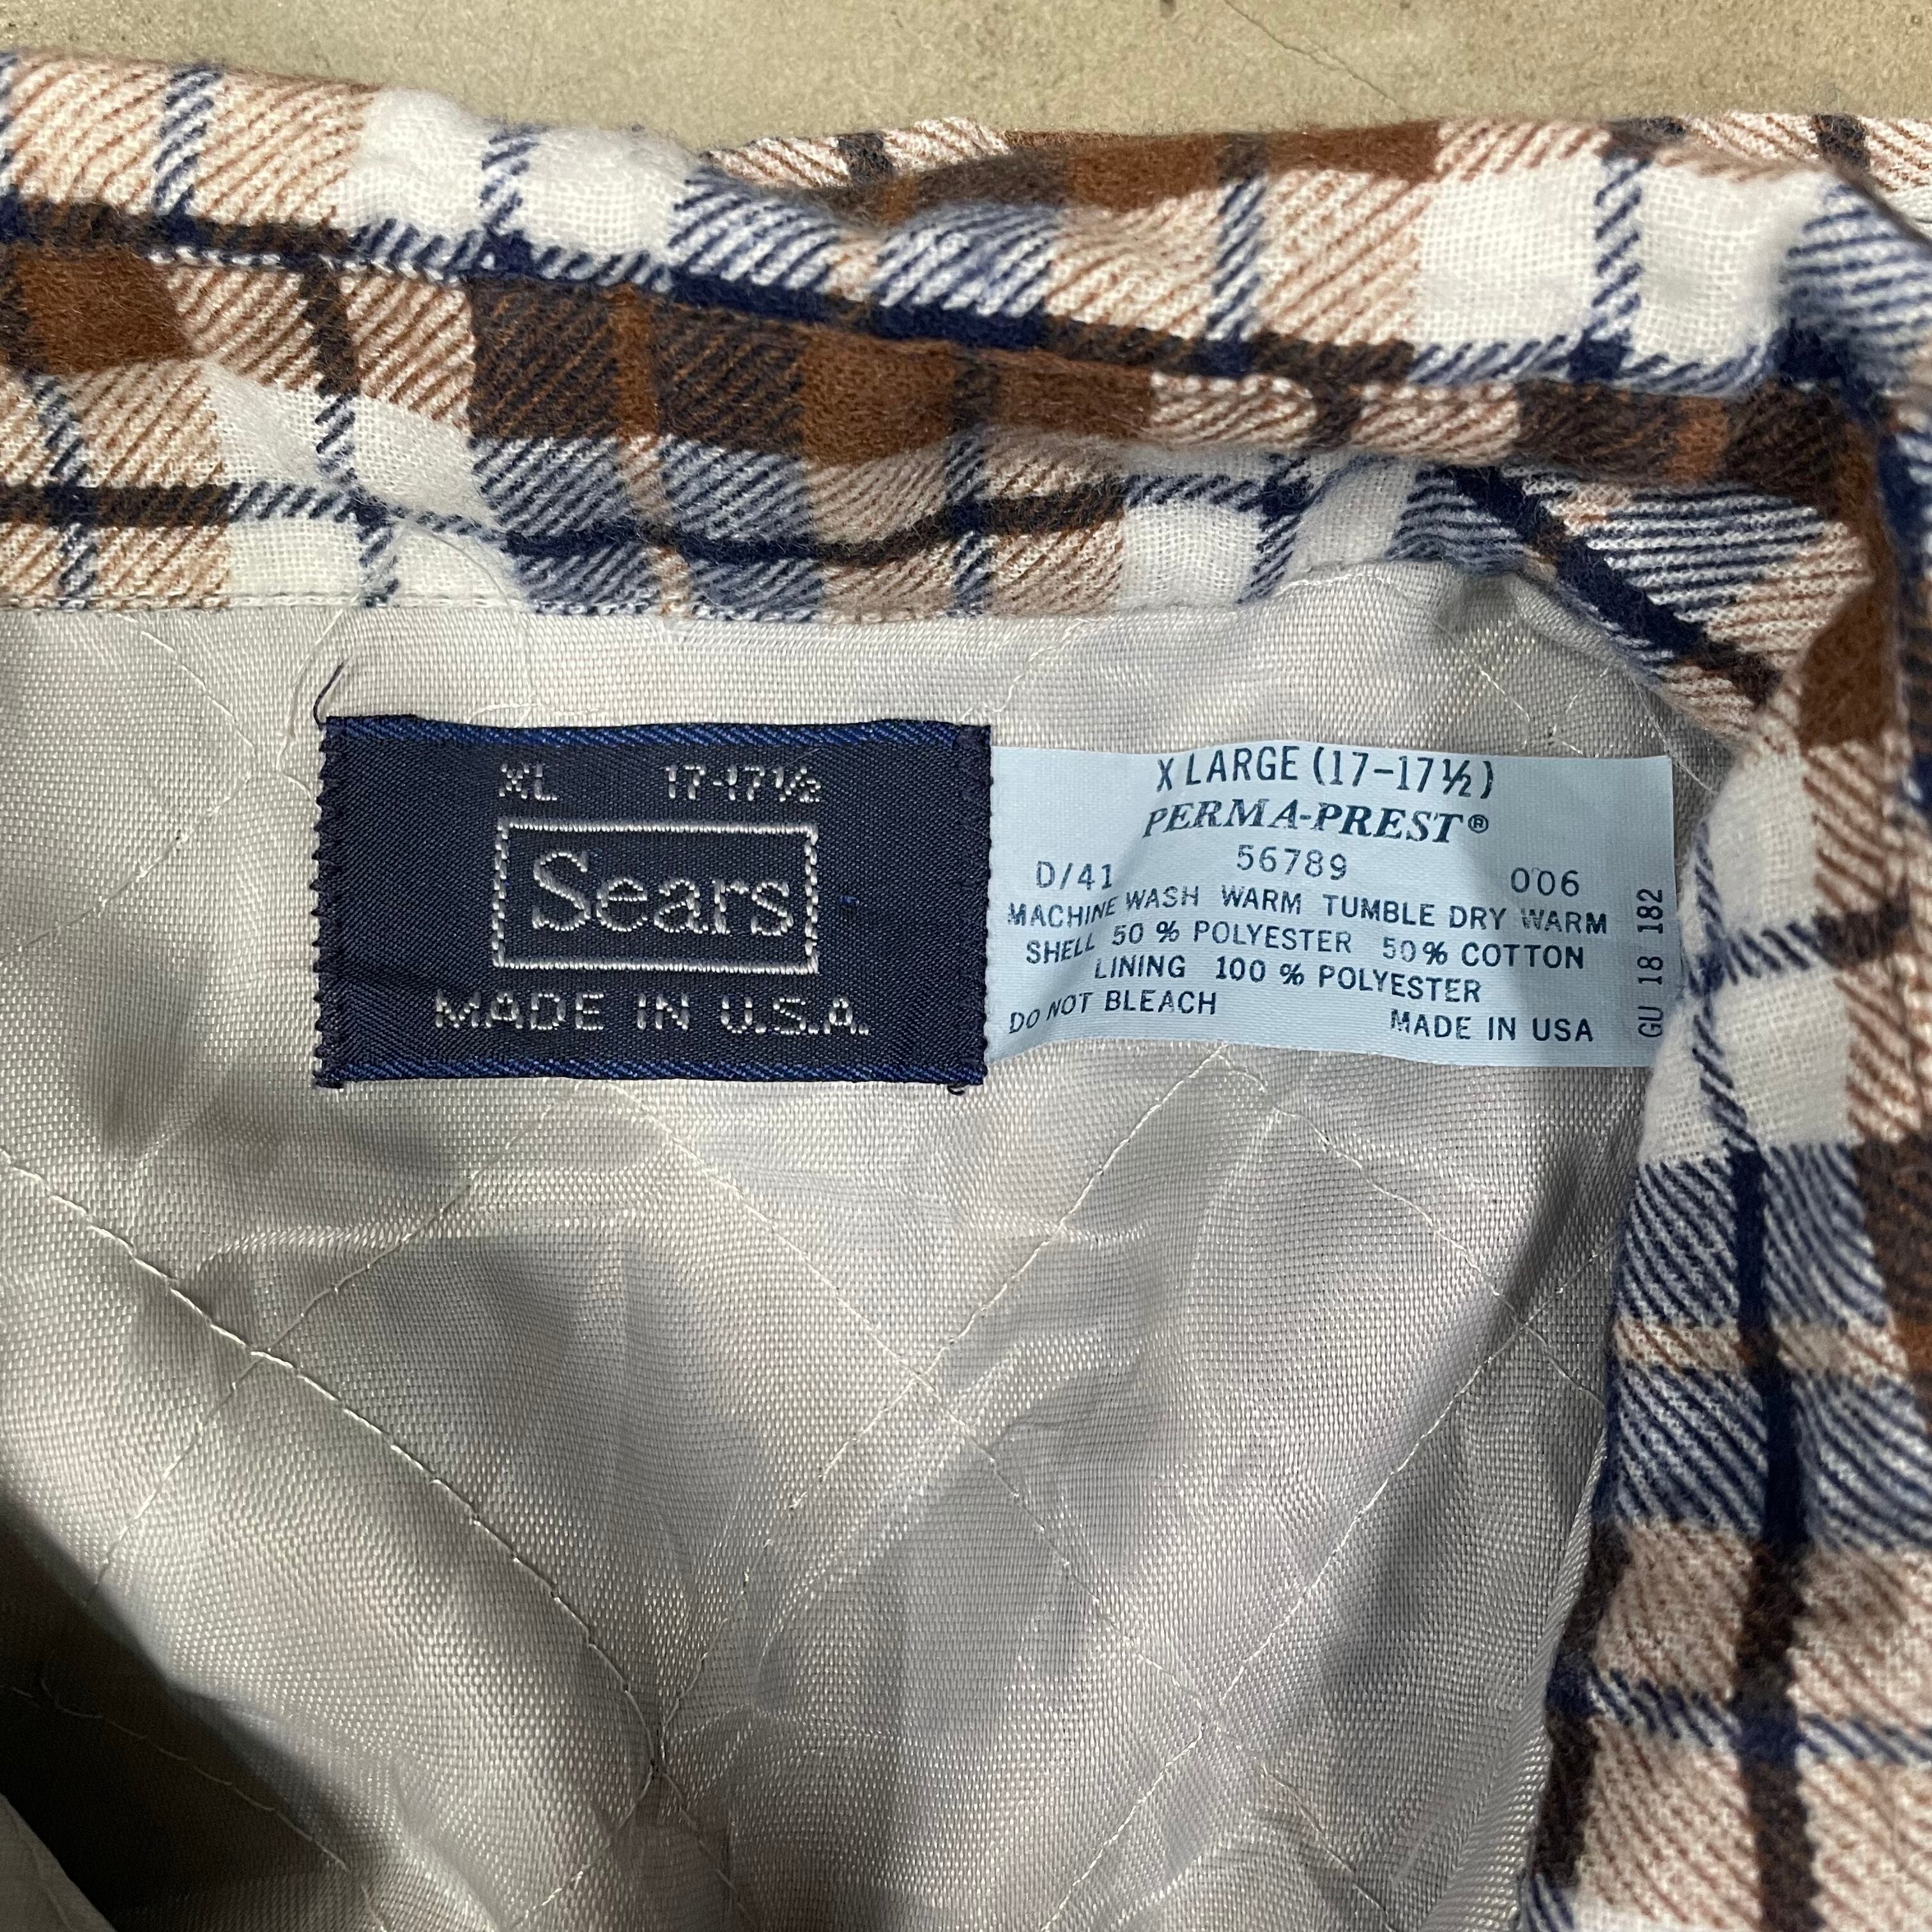 XL 17-17½
Sears
MADE IN U.S.A.
X LARGE (17-17½)
PERMA-PREST®
D/41 56789 006
MACHINE WASH WARM TUMBLE DRY WARM
SHELL 50 % POLYESTER 50% COTTON
LINING 100 % POLYESTER
DO NOT BLEACH MADE IN USA
GU 18 182